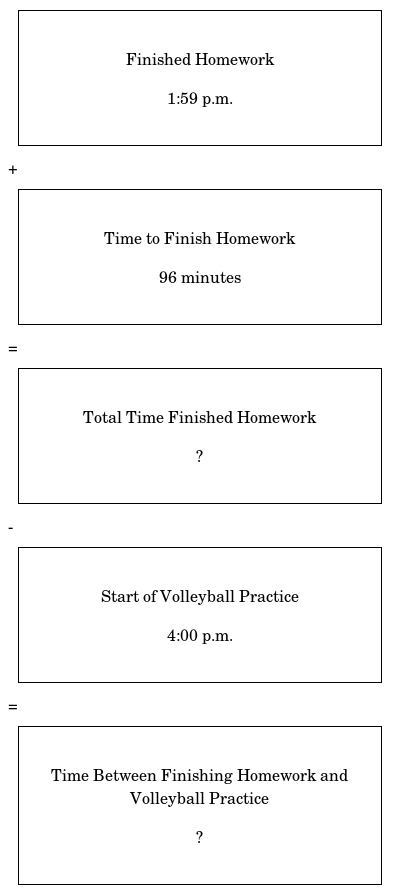 Finished Homework
1:59 p.m.
+
Time to Finish Homework
96 minutes
=
Total Time Finished Homework
?
-
Start of Volleyball Practice
4:00 p.m.
=
Time Between Finishing Homework and
Volleyball Practice
?